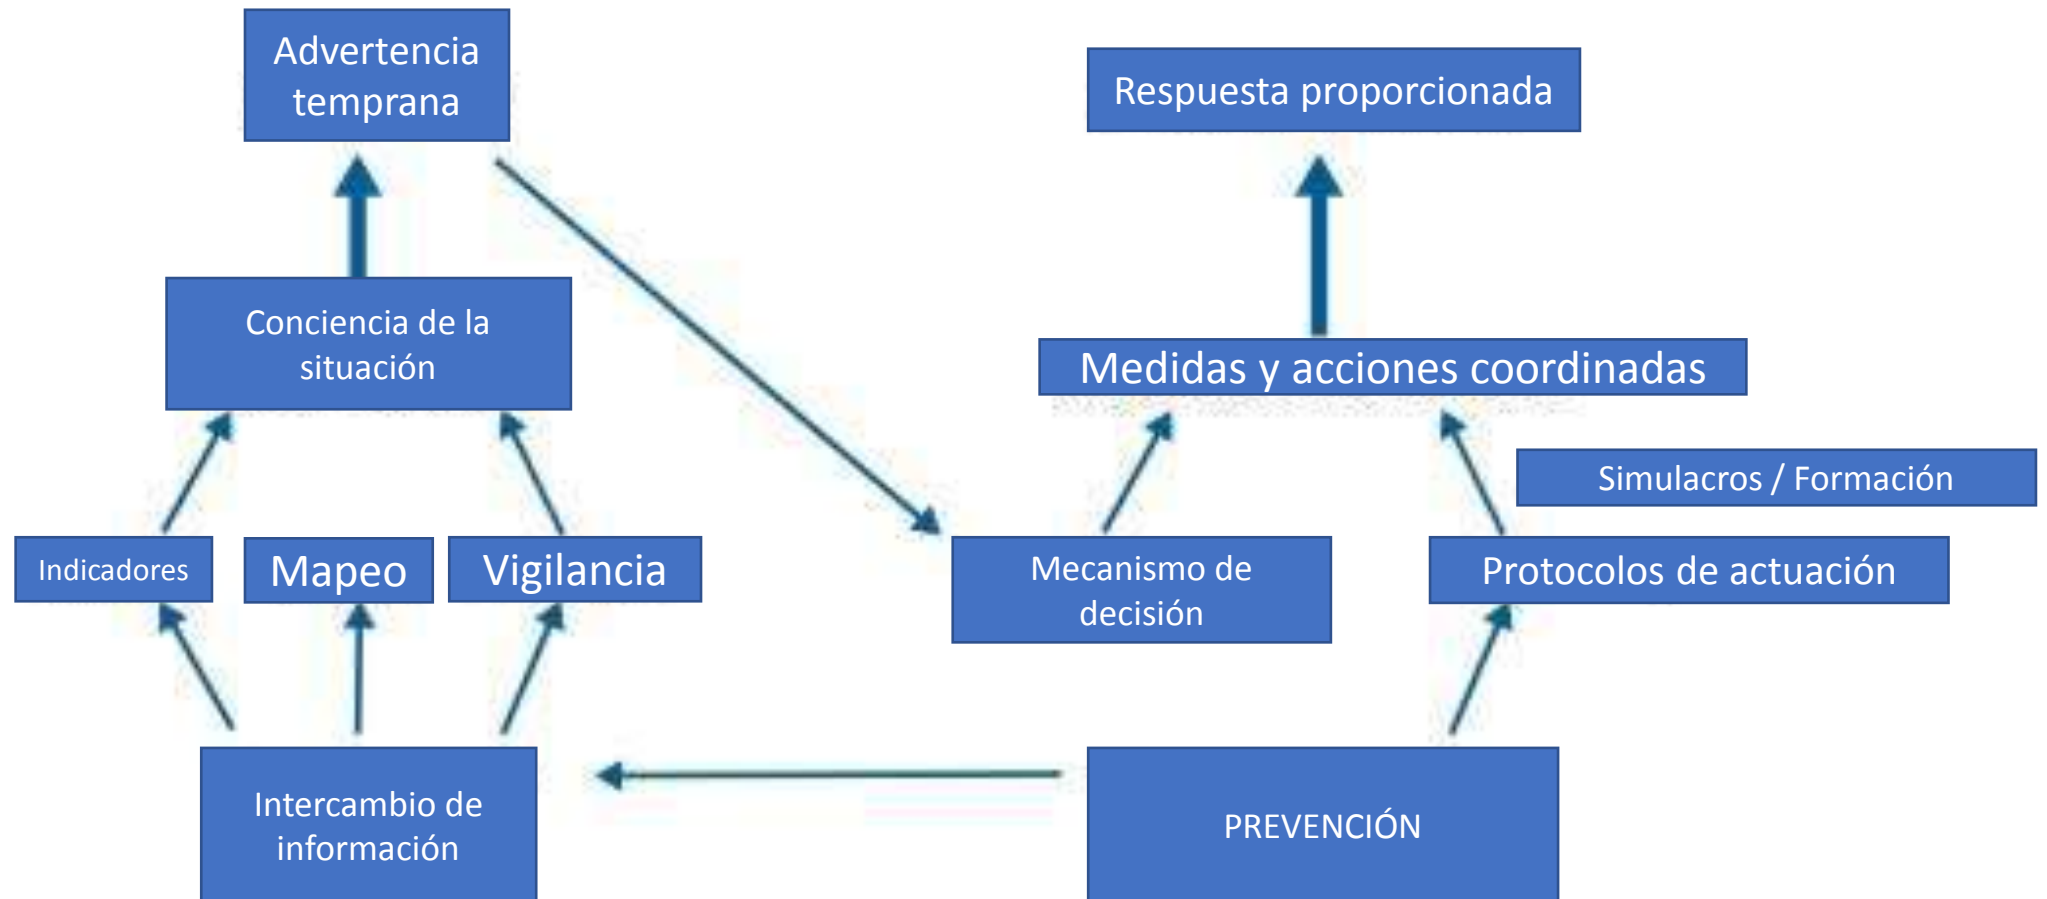 Advertencia
temprana
Respuesta proporcionada
Conciencia de la
situación
Medidas y acciones coordinadas
Simulacros / Formación
Indicadores
Mapeo
Vigilancia
Mecanismo de
decisión
Protocolos de actuación
Intercambio de
información
PREVENCIÓN